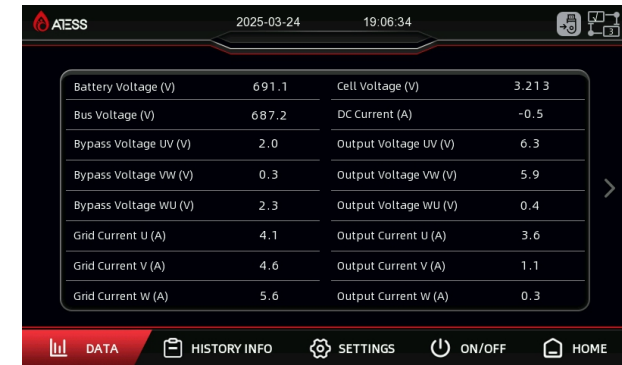 ATESS 2025-03-24 19:06:34
3
Battery Voltage (V) 691.1 Cell Voltage (V) 3.213
Bus Voltage (V) 687.2 DC Current (A) -0.5
Bypass Voltage UV (V) 2.0 Output Voltage UV (V) 6.3
Bypass Voltage VW (V) 0.3 Output Voltage VW (V) 5.9
Bypass Voltage WU (V) 2.3 Output Voltage WU (V) 0.4
Grid Current U (A) 4.1 Output Current U (A) 3.6
Grid Current V (A) 4.6 Output Current V (A) 1.1
Grid Current W (A) 5.6 Output Current W (A) 0.3
DATA HISTORY INFO SETTINGS ON/OFF HOME